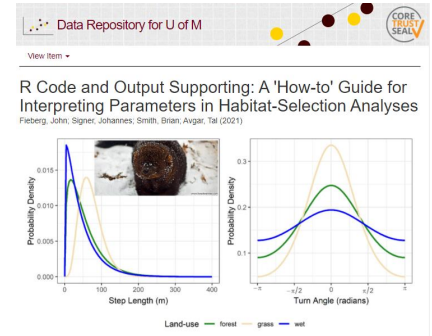 Data Repository for U of M
CORE
TRUST
SEAL
View Item
R Code and Output Supporting: A 'How-to' Guide for
Interpreting Parameters in Habitat-Selection Analyses
Fieberg, John; Signer, Johannes; Smith, Brian; Avgar, Tal (2021)
Probability Density
0.015
0.010
0.005
0.000
0 100 200 300 400
Step Length (m)
Probability Density
0.3
0.2
0.1
−π −π/2 0 π/2 π
Turn Angle (radians)
Land-use forest grass wet